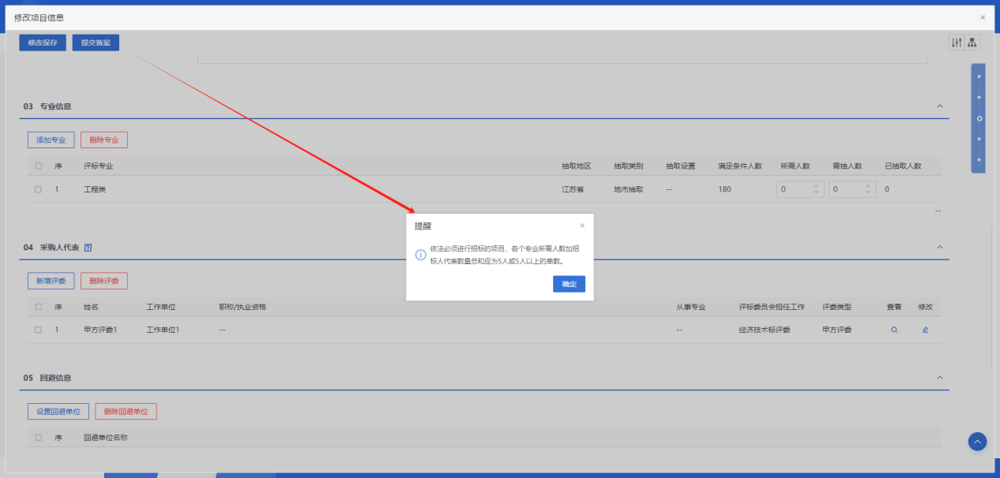 修改项目信息
修改保存 提交备案
03 专业信息
添加专业 删除专业
序 评标专业 抽取地区 抽取类别 抽取设置 满足条件人数 所需人数 需抽人数 已抽取人数
1 工程类 江苏省 地市抽取 -- 180 0 0 0
--
提醒
依法必须进行招标的项目，各个专业所需人数加招
标人代表数量总和应为5人或5人以上的单数。
确定
04 采购人代表
新增评委 删除评委
序 姓名 工作单位 职称/执业资格 从事专业 评标委员会担任工作 评委类型 查看 修改
1 甲方评委1 工作单位1 -- -- 经济技术标评委 甲方评委
05 回避信息
设置回避单位 删除回避单位
序 回避单位名称